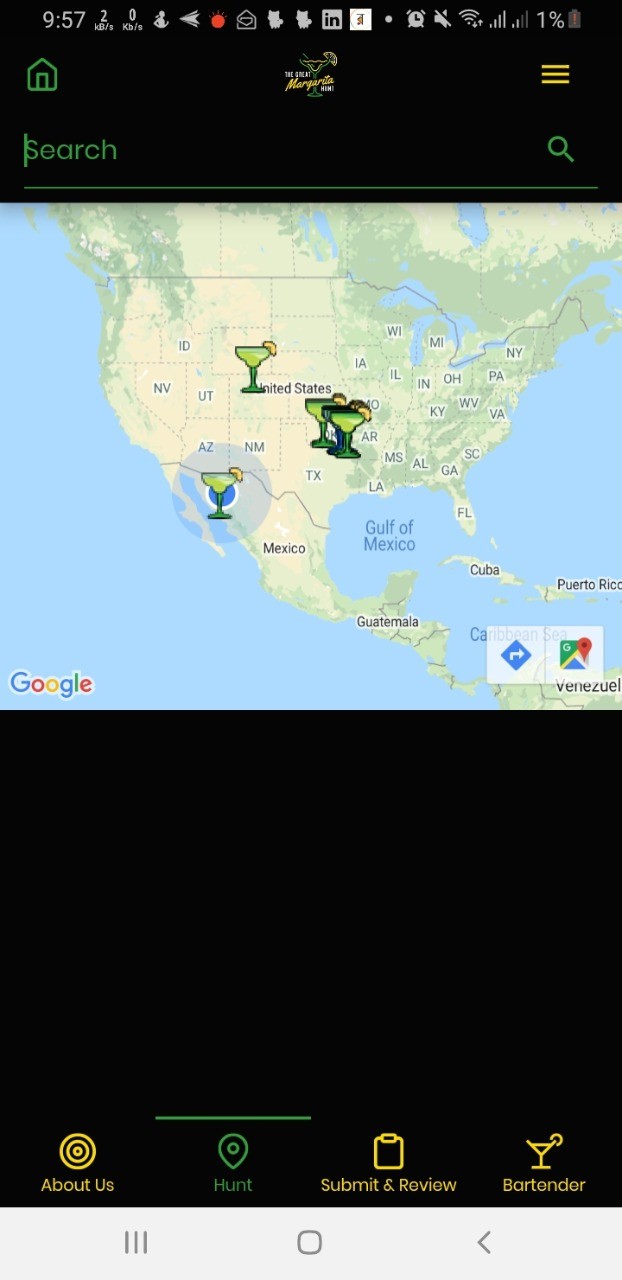 9:57 2 kB/s 0 Kb/s 1%
THE GREAT
Margarita
HUNT
Search
WI
MI
ID
NY
IA
IL
IN
OH
PA
NV
UT
United States
MO
KY
WV
VA
AZ
NM
OK
AR
SC
TX
MS
AL
GA
LA
FL
Gulf of
Mexico
Mexico
Cuba
Puerto Rico
Guatemala
Caribbean Sea
Google
Venezuel
About Us
Hunt
Submit & Review
Bartender